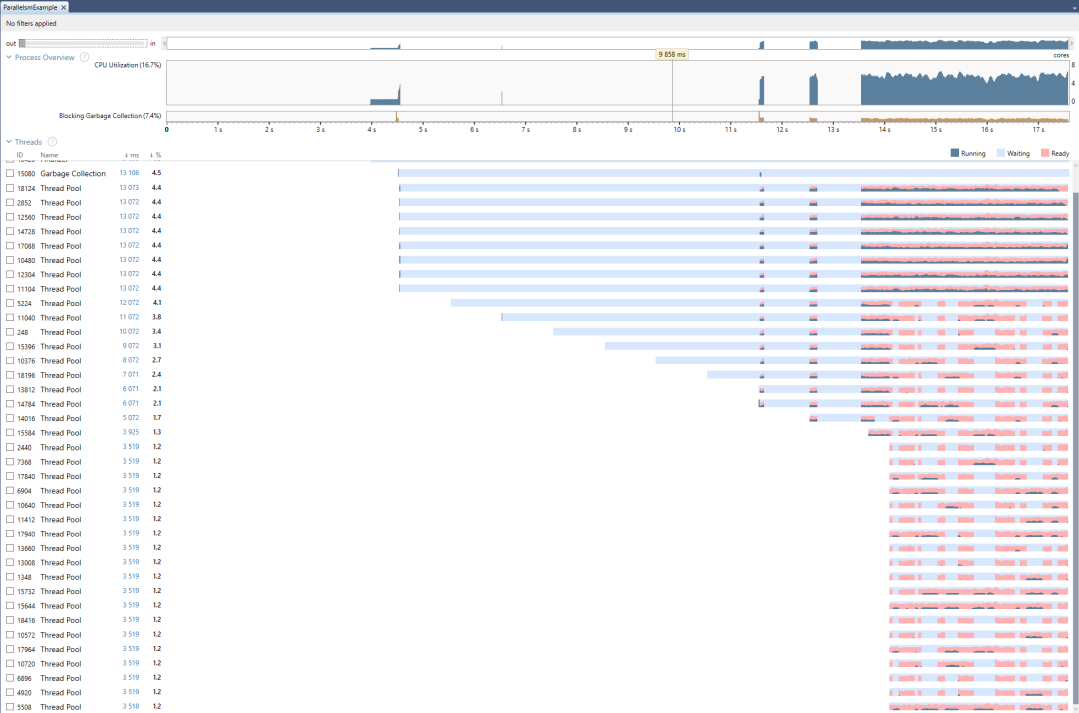 ParallelsmExample
No filters applied
out in
Process Overview
9 858 ms
cores
CPU Utilization (16.7%)
8
4
0
Blocking Garbage Collection (7.4%)
0 1 s 2 s 3 s 4 s 5 s 6 s 7 s 8 s 9 s 10 s 11 s 12 s 13 s 14 s 15 s 16 s 17 s
Threads
Running Waiting Ready
ID Name ↓ ms ↓ %
15080 Garbage Collection 13 106 4.5
18124 Thread Pool 13 073 4.4
2852 Thread Pool 13 072 4.4
12560 Thread Pool 13 072 4.4
14728 Thread Pool 13 072 4.4
17088 Thread Pool 13 072 4.4
10480 Thread Pool 13 072 4.4
12304 Thread Pool 13 072 4.4
11104 Thread Pool 13 072 4.4
5224 Thread Pool 12 072 4.1
11040 Thread Pool 11 072 3.8
248 Thread Pool 10 072 3.4
15396 Thread Pool 9 072 3.1
10376 Thread Pool 8 072 2.7
18196 Thread Pool 7 071 2.4
13812 Thread Pool 6 071 2.1
14784 Thread Pool 6 071 2.1
14016 Thread Pool 5 072 1.7
15584 Thread Pool 3 925 1.3
2440 Thread Pool 3 519 1.2
7368 Thread Pool 3 519 1.2
17840 Thread Pool 3 519 1.2
6904 Thread Pool 3 519 1.2
10640 Thread Pool 3 519 1.2
11412 Thread Pool 3 519 1.2
17940 Thread Pool 3 519 1.2
13660 Thread Pool 3 519 1.2
13008 Thread Pool 3 519 1.2
1348 Thread Pool 3 519 1.2
15732 Thread Pool 3 519 1.2
15644 Thread Pool 3 519 1.2
18416 Thread Pool 3 519 1.2
10572 Thread Pool 3 519 1.2
17964 Thread Pool 3 519 1.2
10720 Thread Pool 3 519 1.2
6896 Thread Pool 3 519 1.2
4920 Thread Pool 3 519 1.2
5508 Thread Pool 3 518 1.2